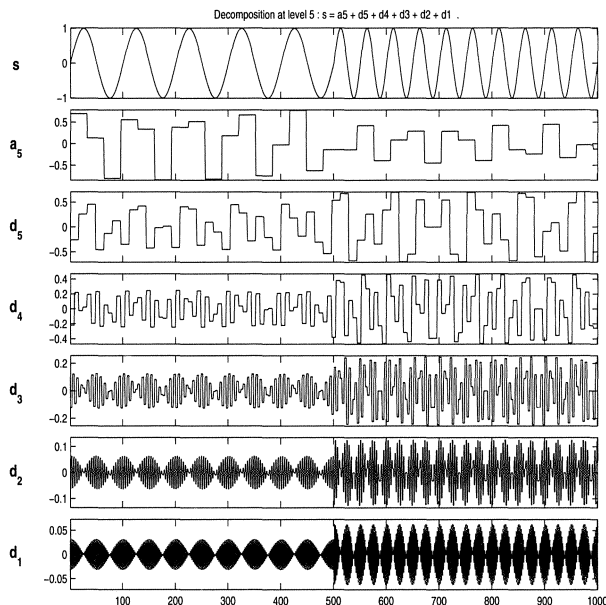 Decomposition at level 5 : s = a5 + d5 + d4 + d3 + d2 + d1 .
1
s
0
−1
0.5
a5
0
−0.5
0.5
d5
0
−0.5
0.4
0.2
d4
0
−0.2
−0.4
0.2
d3
0
−0.2
0.1
d2
0
−0.1
0.05
d1
0
−0.05
100 200 300 400 500 600 700 800 900 1000